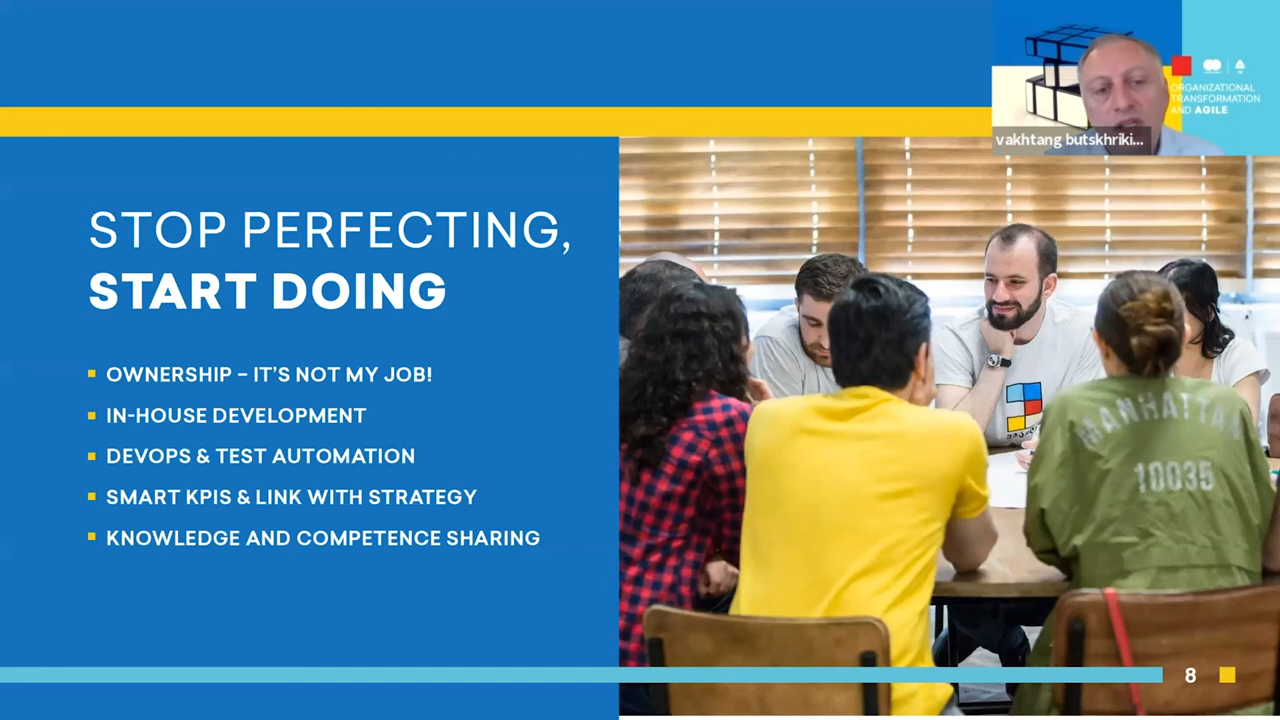 ORGANIZATIONAL
TRANSFORMATION
AND AGILE
vakhtang butskhriki...
STOP PERFECTING,
START DOING
OWNERSHIP – IT'S NOT MY JOB!
IN-HOUSE DEVELOPMENT
DEVOPS & TEST AUTOMATION
SMART KPIS & LINK WITH STRATEGY
KNOWLEDGE AND COMPETENCE SHARING
MANHATTAN
10035
8